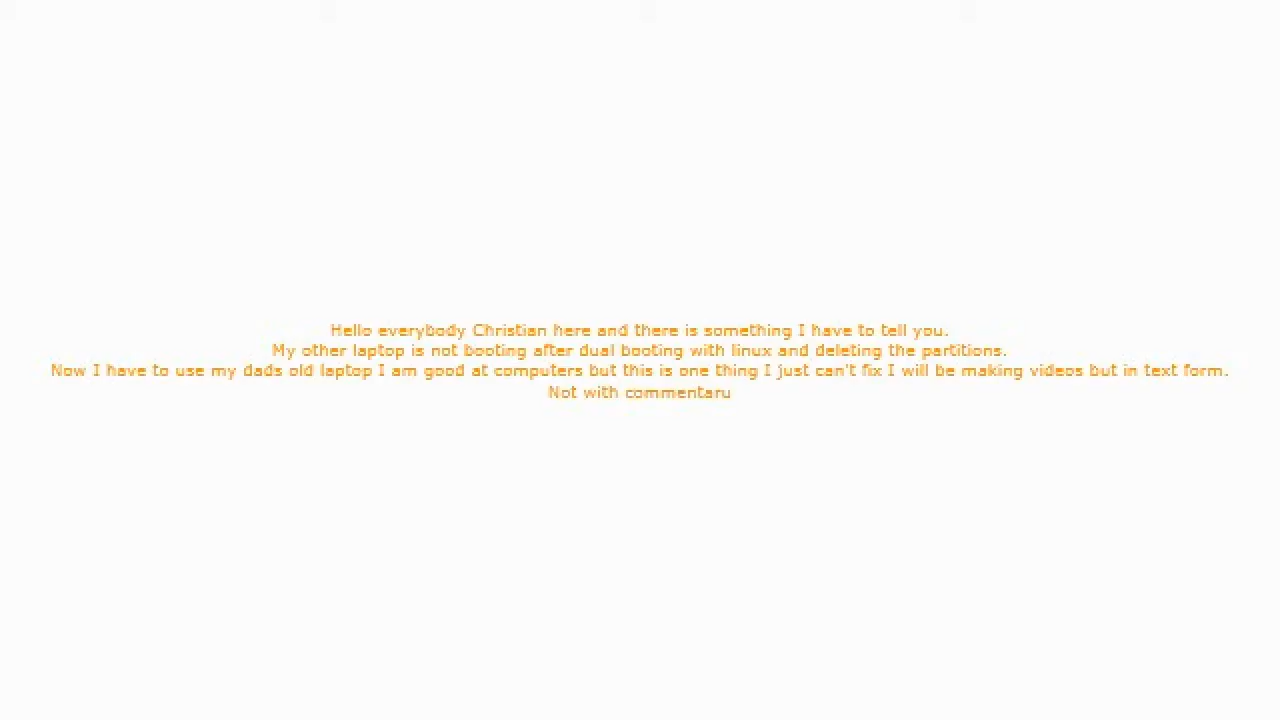 Hello everybody Christian here and there is something I have to tell you.
My other laptop is not booting after dual booting with linux and deleting the partitions.
Now I have to use my dads old laptop I am good at computers but this is one thing I just can't fix I will be making videos but in text form.
Not with commentaru